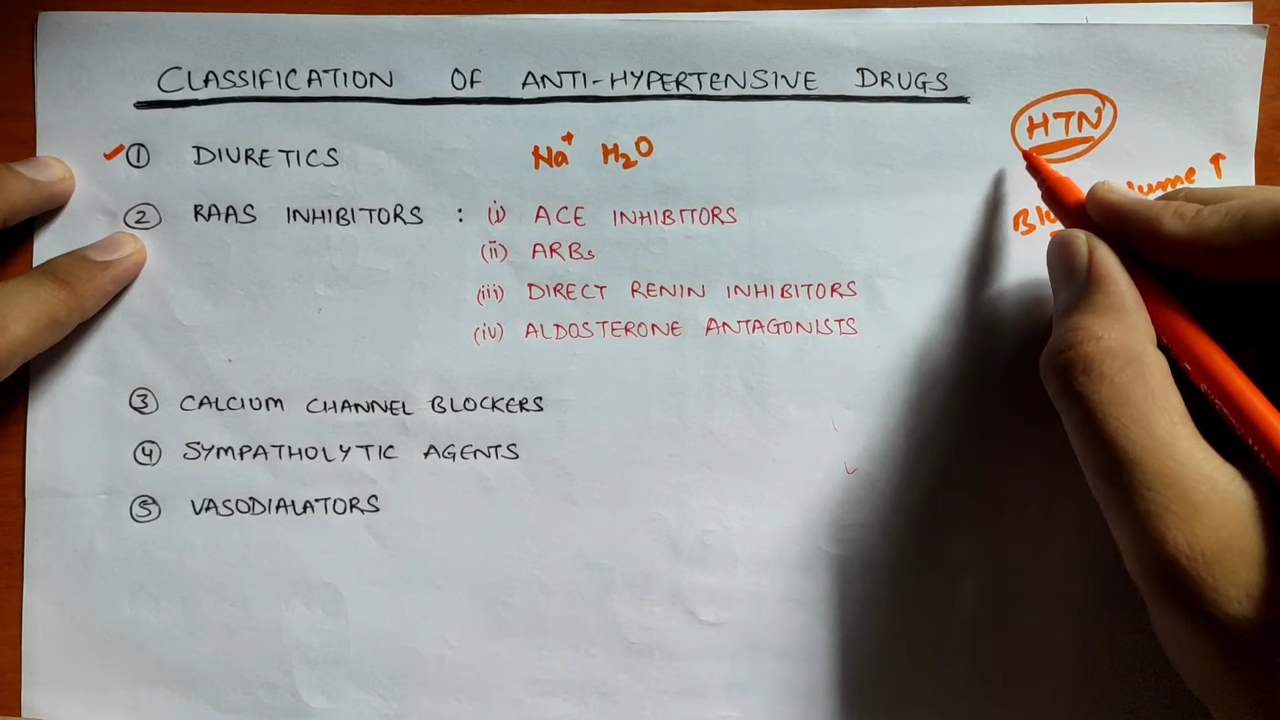 CLASSIFICATION OF ANTI-HYPERTENSIVE DRUGS
HTN
① DIURETICS Na⁺ H₂O
② RAAS INHIBITORS : (i) ACE INHIBITORS
(ii) ARBs
(iii) DIRECT RENIN INHIBITORS
(iv) ALDOSTERONE ANTAGONISTS
③ CALCIUM CHANNEL BLOCKERS
④ SYMPATHOLYTIC AGENTS
⑤ VASODIALATORS